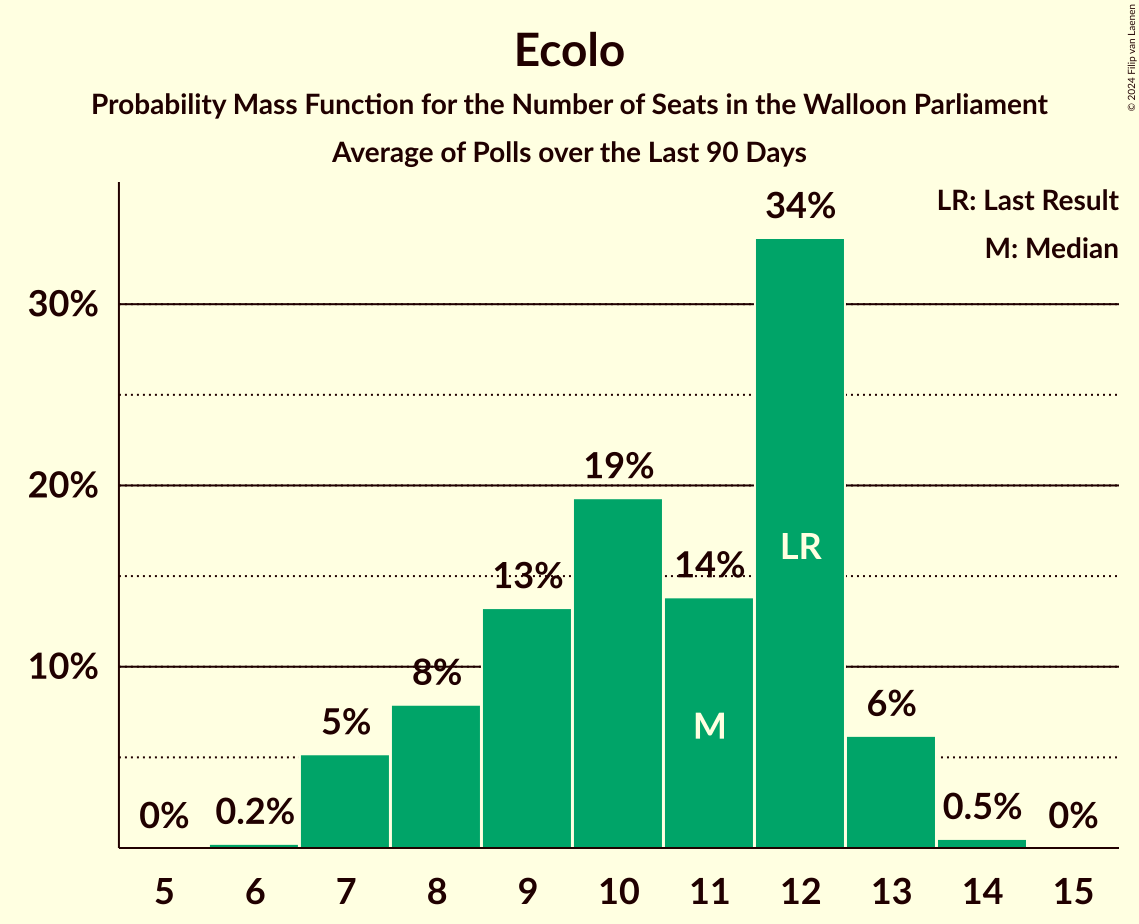 Ecolo
Probability Mass Function for the Number of Seats in the Walloon Parliament
Average of Polls over the Last 90 Days
© 2024 Filip van Laenen
LR: Last Result
M: Median
34%
30%
20%
19%
LR
13%
14%
10%
8%
M
5%
6%
0%
0.2%
0.5%
0%
5 6 7 8 9 10 11 12 13 14 15